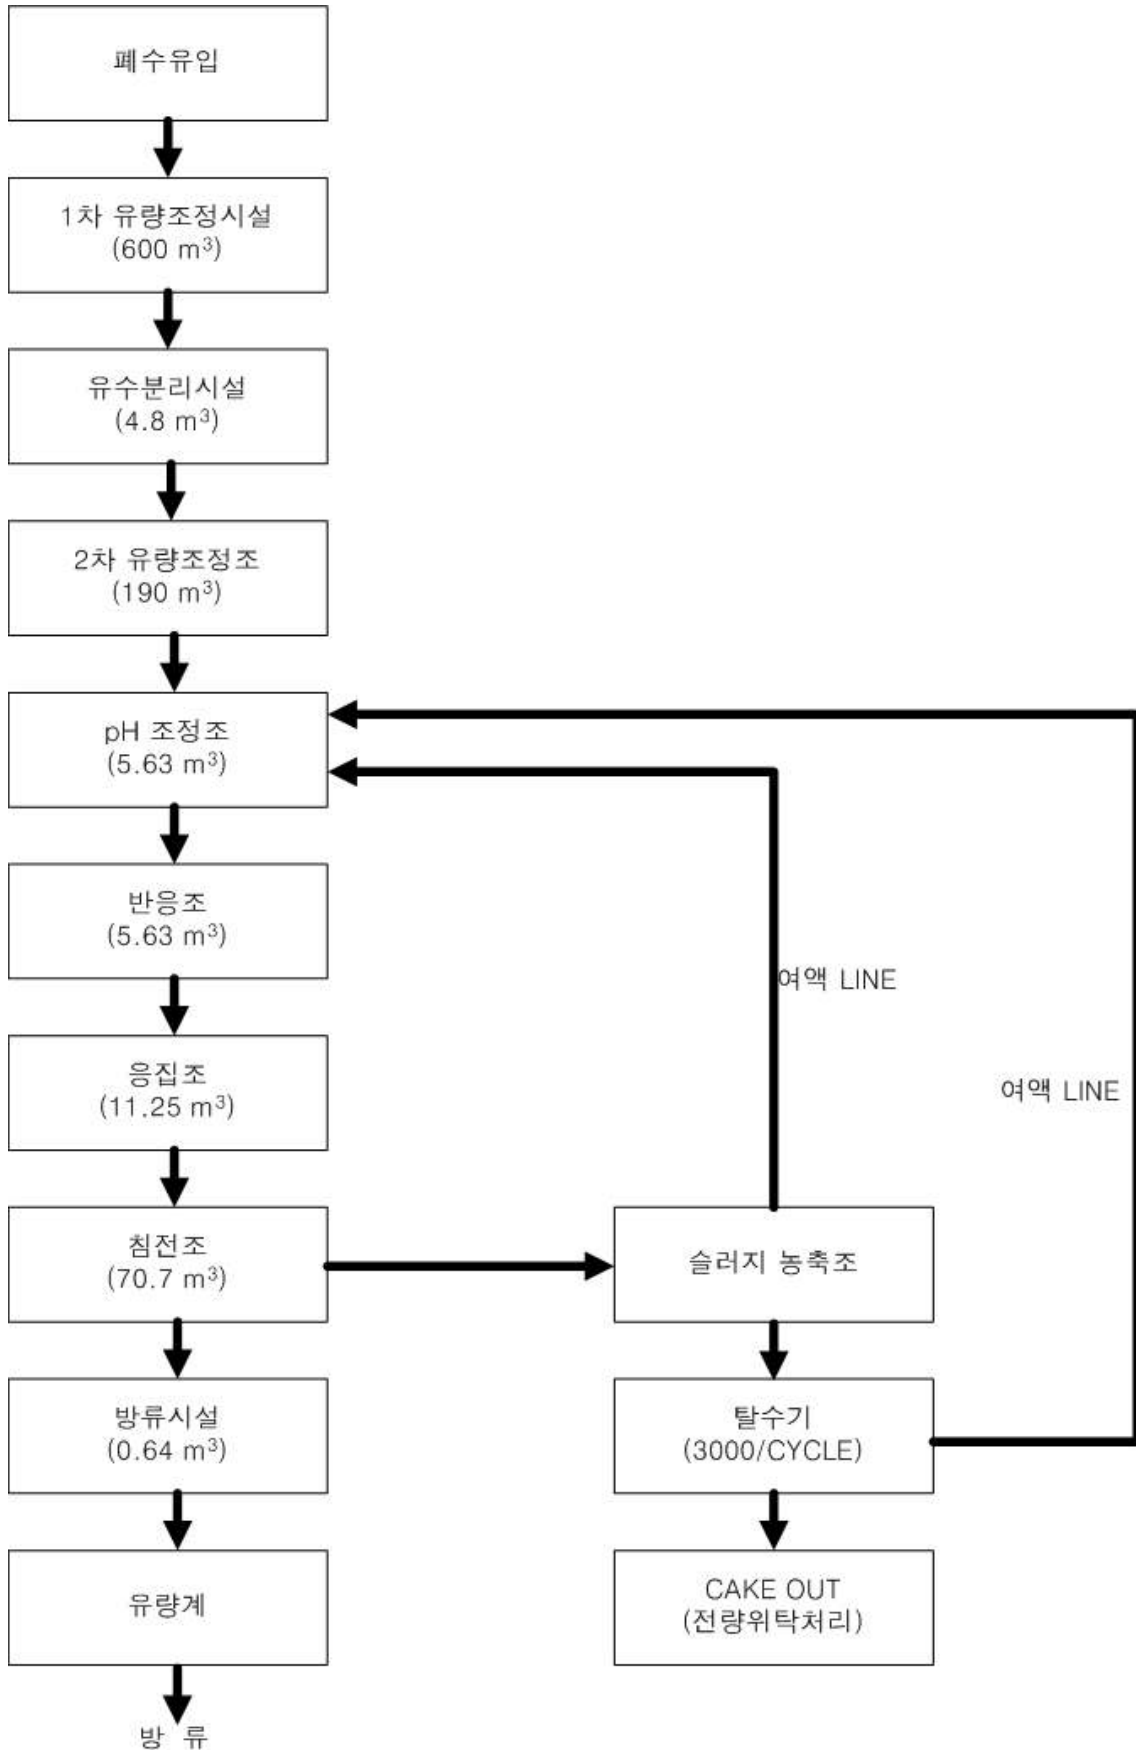 폐수유입
1차 유량조정시설
(600 m³)
유수분리시설
(4.8 m³)
2차 유량조정조
(190 m³)
pH 조정조
(5.63 m³)
반응조
(5.63 m³)
여액 LINE
응집조
(11.25 m³)
여액 LINE
침전조
(70.7 m³)
슬러지 농축조
방류시설
(0.64 m³)
탈수기
(3000/CYCLE)
유량계
CAKE OUT
(전량위탁처리)
방 류